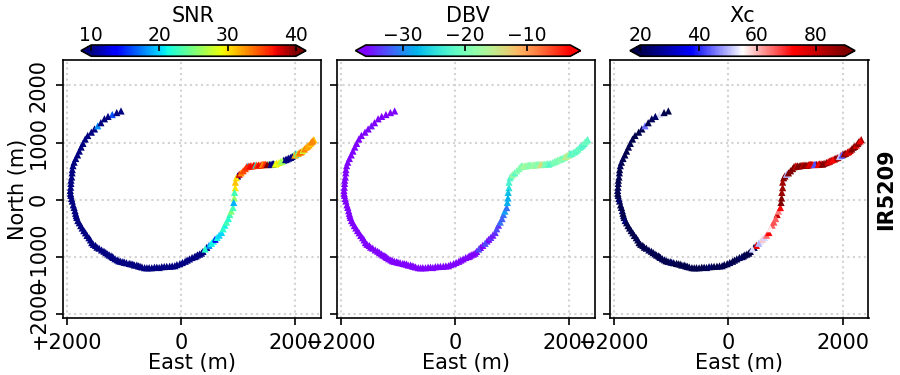 SNR DBV Xc
10 20 30 40 −30 −20 −10 20 40 60 80
North (m)
2000
1000
0
−1000
−2000
−2000 0 2000 −2000 0 2000 −2000 0 2000
East (m) East (m) East (m)
IR5209